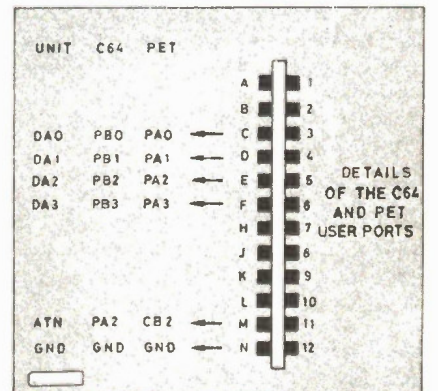 UNIT C64 PET
A 1
B 2
DA0 PB0 PA0 C 3
DA1 PB1 PA1 D 4
DA2 PB2 PA2 E 5
DA3 PB3 PA3 F 6
H 7
J 8
K 9
L 10
ATN PA2 CB2 M 11
GND GND GND N 12
DETAILS
OF THE C64
AND PET
USER PORTS